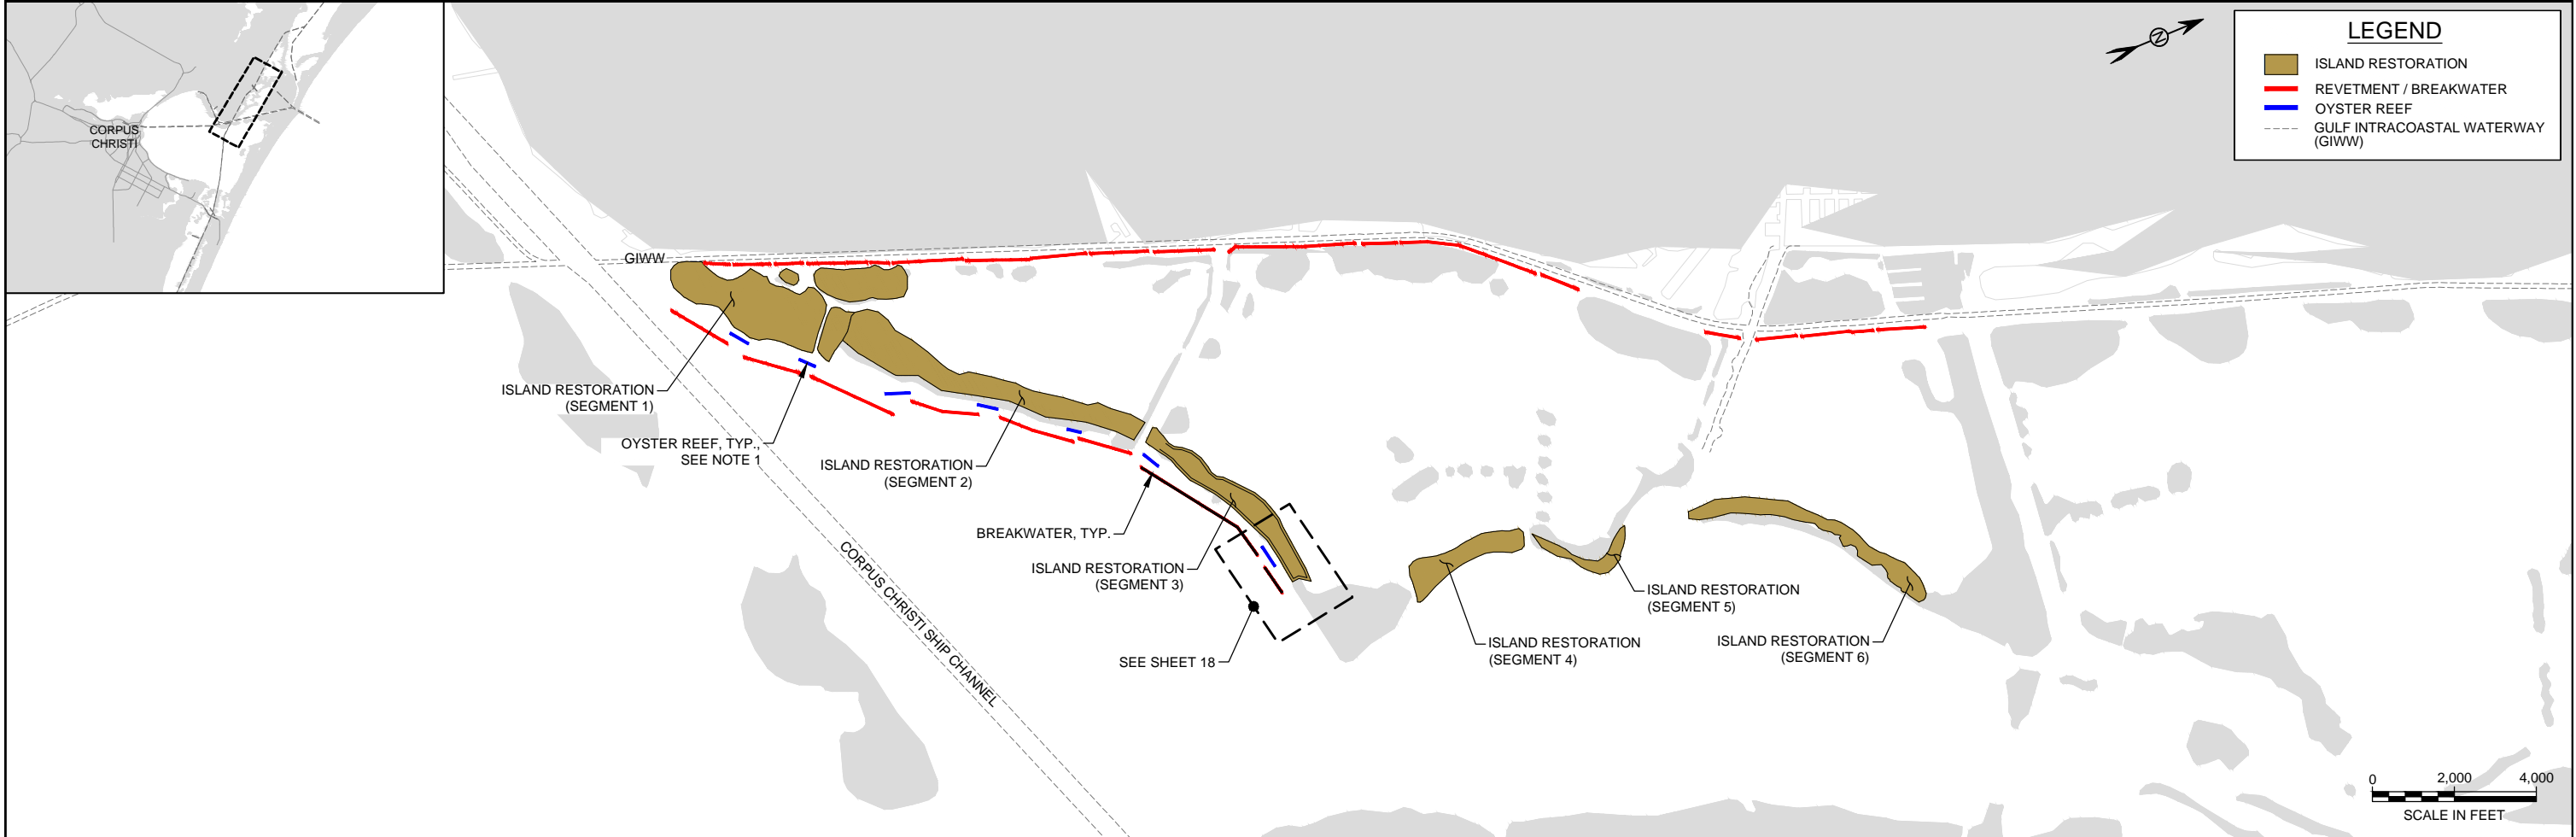 CORPUS
CHRISTI
N
LEGEND
ISLAND RESTORATION
REVETMENT / BREAKWATER
OYSTER REEF
GULF INTRACOASTAL WATERWAY
(GIWW)
GIWW
ISLAND RESTORATION
(SEGMENT 1)
OYSTER REEF, TYP.,
SEE NOTE 1
ISLAND RESTORATION
(SEGMENT 2)
BREAKWATER, TYP.
ISLAND RESTORATION
(SEGMENT 3)
SEE SHEET 18
CORPUS CHRISTI SHIP CHANNEL
ISLAND RESTORATION
(SEGMENT 4)
ISLAND RESTORATION
(SEGMENT 5)
ISLAND RESTORATION
(SEGMENT 6)
0 2,000 4,000
SCALE IN FEET